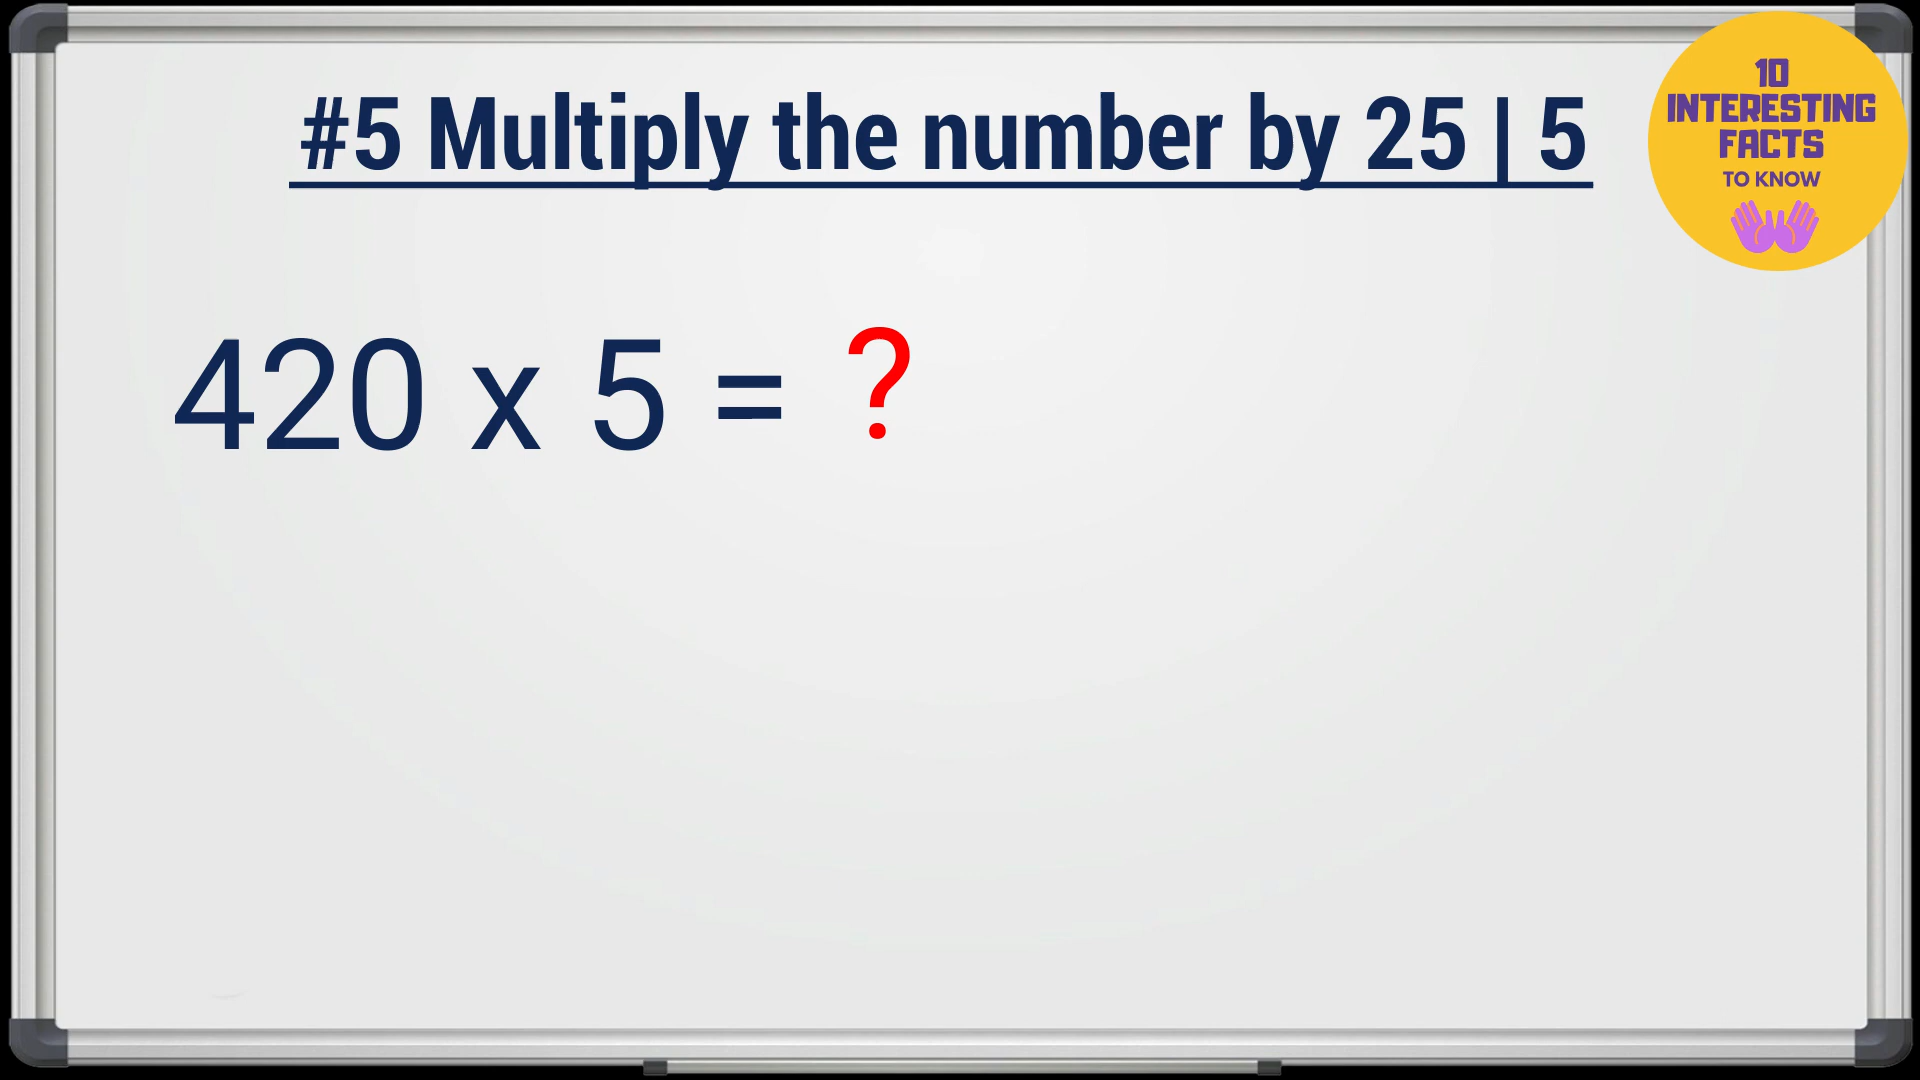 #5 Multiply the number by 25 | 5
10
INTERESTING
FACTS
TO KNOW
420 x 5 = ?